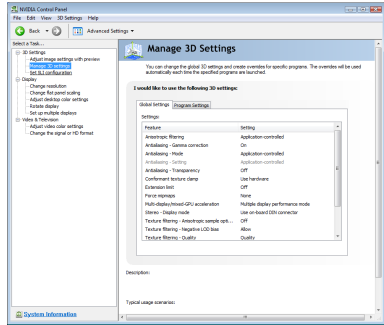 NVIDIA Control Panel
File Edit View 3D Settings Help
Back
Advanced Settings
Select a Task...
3D Settings
Adjust image settings with preview
Manage 3D settings
Set SLI configuration
Display
Change resolution
Change flat panel scaling
Adjust desktop color settings
Rotate display
Set up multiple displays
Video & Television
Adjust video color settings
Change the signal or HD format
System Information
Manage 3D Settings
You can change the global 3D settings and create overrides for specific programs. The overrides will be used
automatically each time the specified programs are launched.
I would like to use the following 3D settings:
Global Settings Program Settings
Settings:
Feature Setting
Anisotropic filtering Application-controlled
Antialiasing - Gamma correction On
Antialiasing - Mode Application-controlled
Antialiasing - Setting Application-controlled
Antialiasing - Transparency Off
Conformant texture clamp Use hardware
Extension limit Off
Force mipmaps None
Multi-display/mixed-GPU acceleration Multiple display performance mode
Stereo - Display mode Use on-board DIN connector
Texture filtering - Anisotropic sample opti... Off
Texture filtering - Negative LOD bias Allow
Texture filtering - Quality Quality
Description:
Typical usage scenarios: